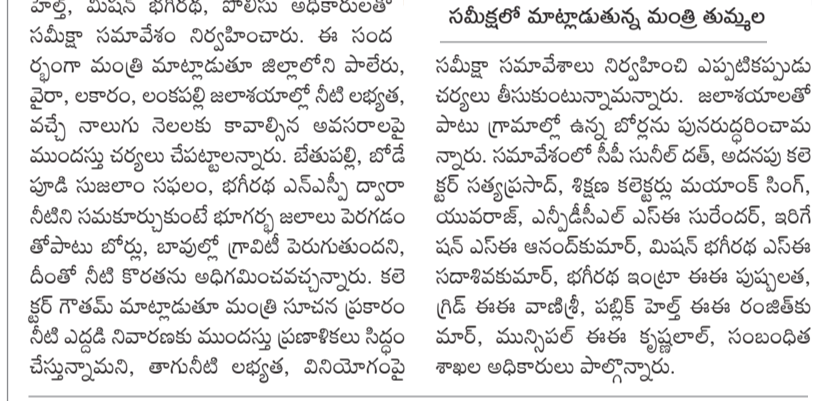 హెల్త్, మిషన్ భగీరథ, పోలీసు అధికారులతో
సమీక్షా సమావేశం నిర్వహించారు. ఈ సంద
ర్భంగా మంత్రి మాట్లాడుతూ జిల్లాలోని పాలేరు,
వైరా, లకారం, లంకపల్లి జలాశయాల్లో నీటి లభ్యత,
వచ్చే నాలుగు నెలలకు కావాల్సిన అవసరాలపై
ముందస్తు చర్యలు చేపట్టాలన్నారు. బేతుపల్లి, బోడే
పూడి సుజలాం సఫలం, భగీరథ ఎన్ఎస్పీ ద్వారా
నీటిని సమకూర్చుకుంటే భూగర్భ జలాలు పెరగడం
తోపాటు బోర్లు, బావుల్లో గ్రావిటీ పెరుగుతుందని,
దీంతో నీటి కొరతను అధిగమించవచ్చన్నారు. కలె
క్టర్ గౌతమ్ మాట్లాడుతూ మంత్రి సూచన ప్రకారం
నీటి ఎద్దడి నివారణకు ముందస్తు ప్రణాళికలు సిద్ధం
చేస్తున్నామని, తాగునీటి లభ్యత, వినియోగంపై
సమీక్షలో మాట్లాడుతున్న మంత్రి తుమ్మల
సమీక్షా సమావేశాలు నిర్వహించి ఎప్పటికప్పుడు
చర్యలు తీసుకుంటున్నామన్నారు. జలాశయాలతో
పాటు గ్రామాల్లో ఉన్న బోర్లను పునరుద్ధరించామ
న్నారు. సమావేశంలో సీపీ సునీల్ దత్, అదనపు కలె
క్టర్ సత్యప్రసాద్, శిక్షణ కలెక్టర్లు మయాంక్ సింగ్,
యువరాజ్, ఎన్పీడీసీఎల్ ఎస్ఈ సురేందర్, ఇరిగే
షన్ ఎస్ఈ ఆనంద్‌కుమార్, మిషన్ భగీరథ ఎస్ఈ
సదాశివకుమార్, భగీరథ ఇంట్రా ఈఈ పుష్పలత,
గ్రిడ్ ఈఈ వాణిశ్రీ, పబ్లిక్ హెల్త్ ఈఈ రంజిత్‌కు
మార్, మున్సిపల్ ఈఈ కృష్ణలాల్, సంబంధిత
శాఖల అధికారులు పాల్గొన్నారు.